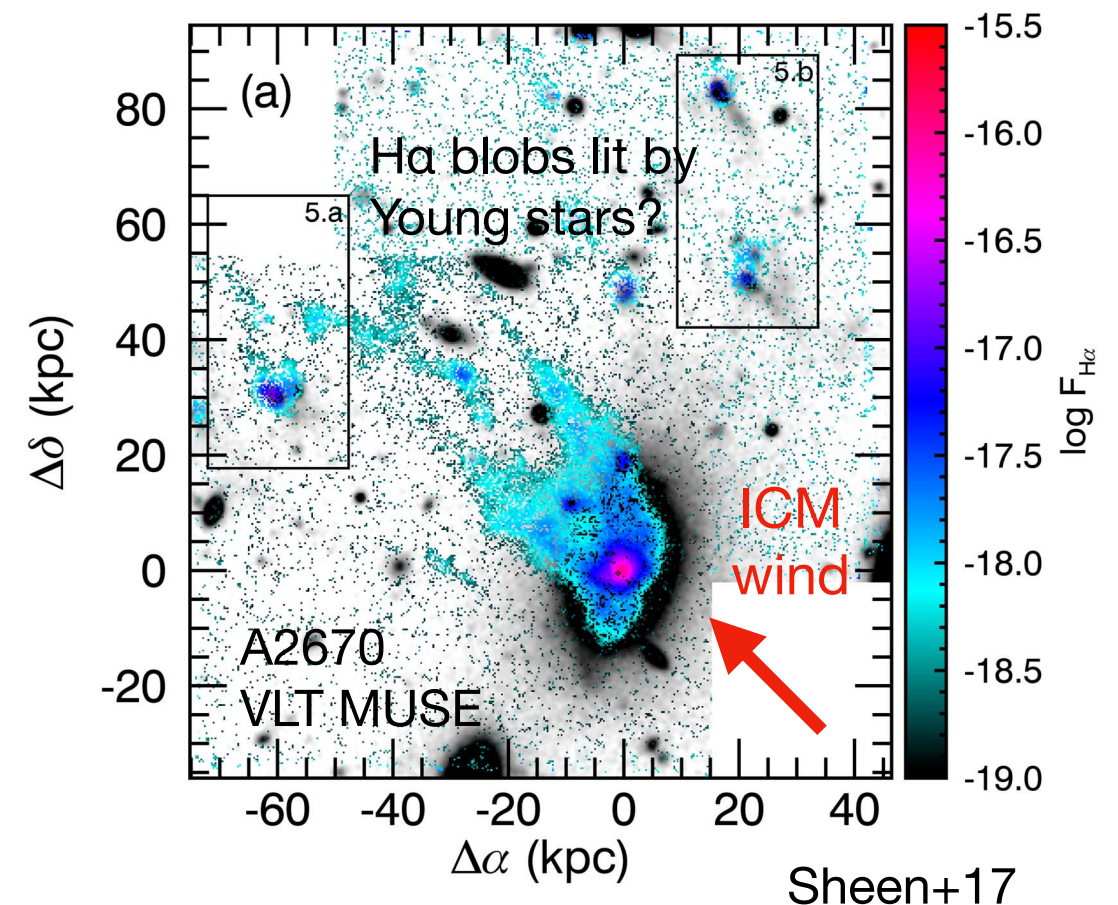 (a)
5.b
Hα blobs lit by
Young stars?
5.a
ICM
wind
A2670
VLT MUSE
80
60
40
20
0
-20
Δδ (kpc)
-60
-40
-20
0
20
40
Δα (kpc)
-15.5
-16.0
-16.5
-17.0
-17.5
-18.0
-18.5
-19.0
log F_Hα
Sheen+17